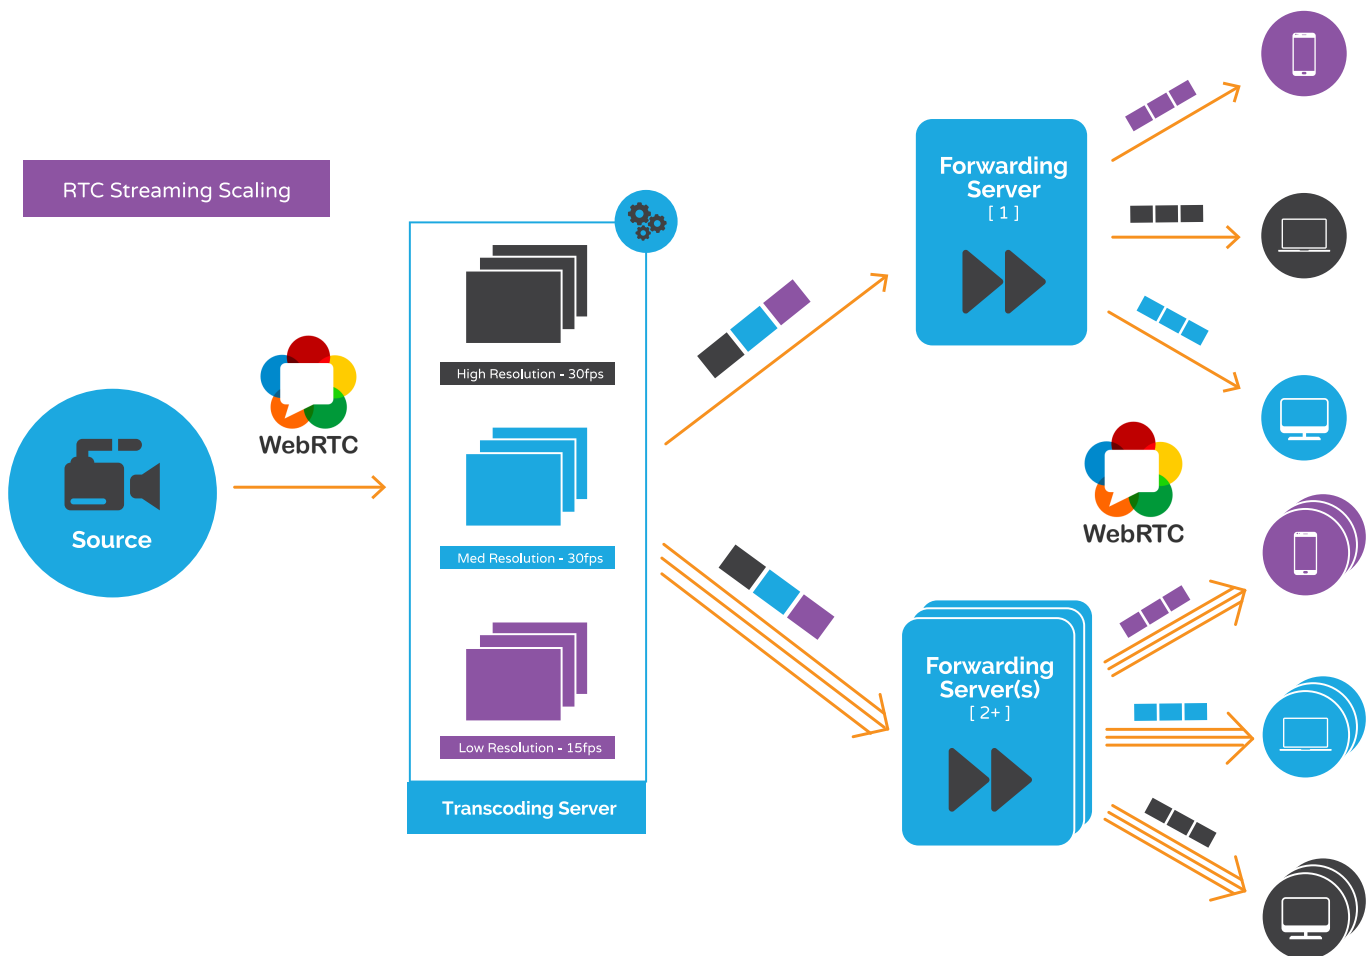 RTC Streaming Scaling
WebRTC
Source
High Resolution - 30fps
Med Resolution - 30fps
Low Resolution - 15fps
Transcoding Server
Forwarding
Server
[ 1 ]
WebRTC
Forwarding
Server(s)
[ 2+ ]